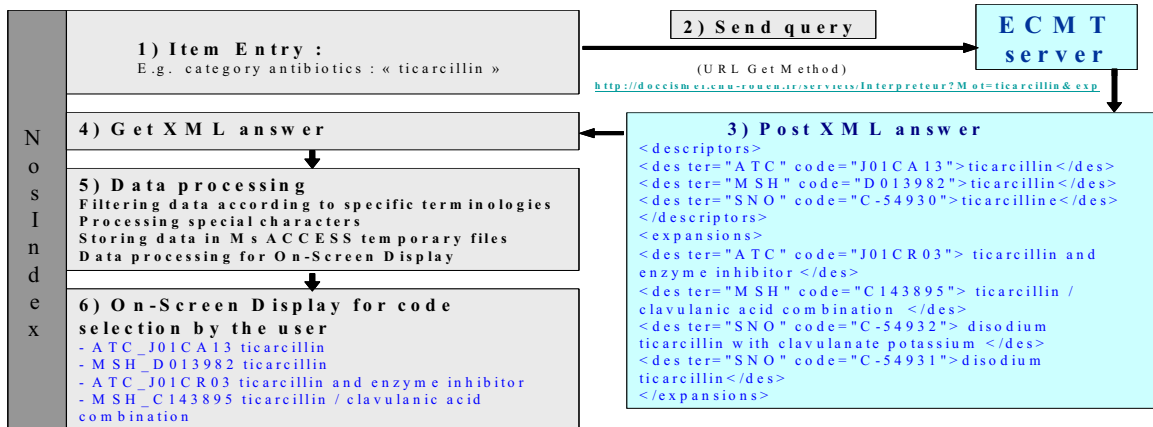 NosIndex
1) Item Entry :
E.g. category antibiotics : « ticarcillin »
2) Send query
(URL Get Method)
ECMT
server
4) Get XML answer
5) Data processing
Filtering data according to specific terminologies
Processing special characters
Storing data in Ms ACCESS temporary files
Data processing for On-Screen Display
6) On-Screen Display for code
selection by the user
- ATC_J01CA13 ticarcillin
- MSH_D013982 ticarcillin
- ATC_J01CR03 ticarcillin and enzyme inhibitor
- MSH_C143895 ticarcillin / clavulanic acid
combination
3) Post XML answer
<descriptors>
<des ter="ATC" code="J01CA13">ticarcillin</des>
<des ter="MSH" code="D013982">ticarcillin</des>
<des ter="SNO" code="C-54930">ticarcilline</des>
</descriptors>
<expansions>
<des ter="ATC" code="J01CR03"> ticarcillin and
enzyme inhibitor </des>
<des ter="MSH" code="C143895"> ticarcillin /
clavulanic acid combination </des>
<des ter="SNO" code="C-54932"> disodium
ticarcillin with clavulanate potassium </des>
<des ter="SNO" code="C-54931">disodium
ticarcillin</des>
</expansions>